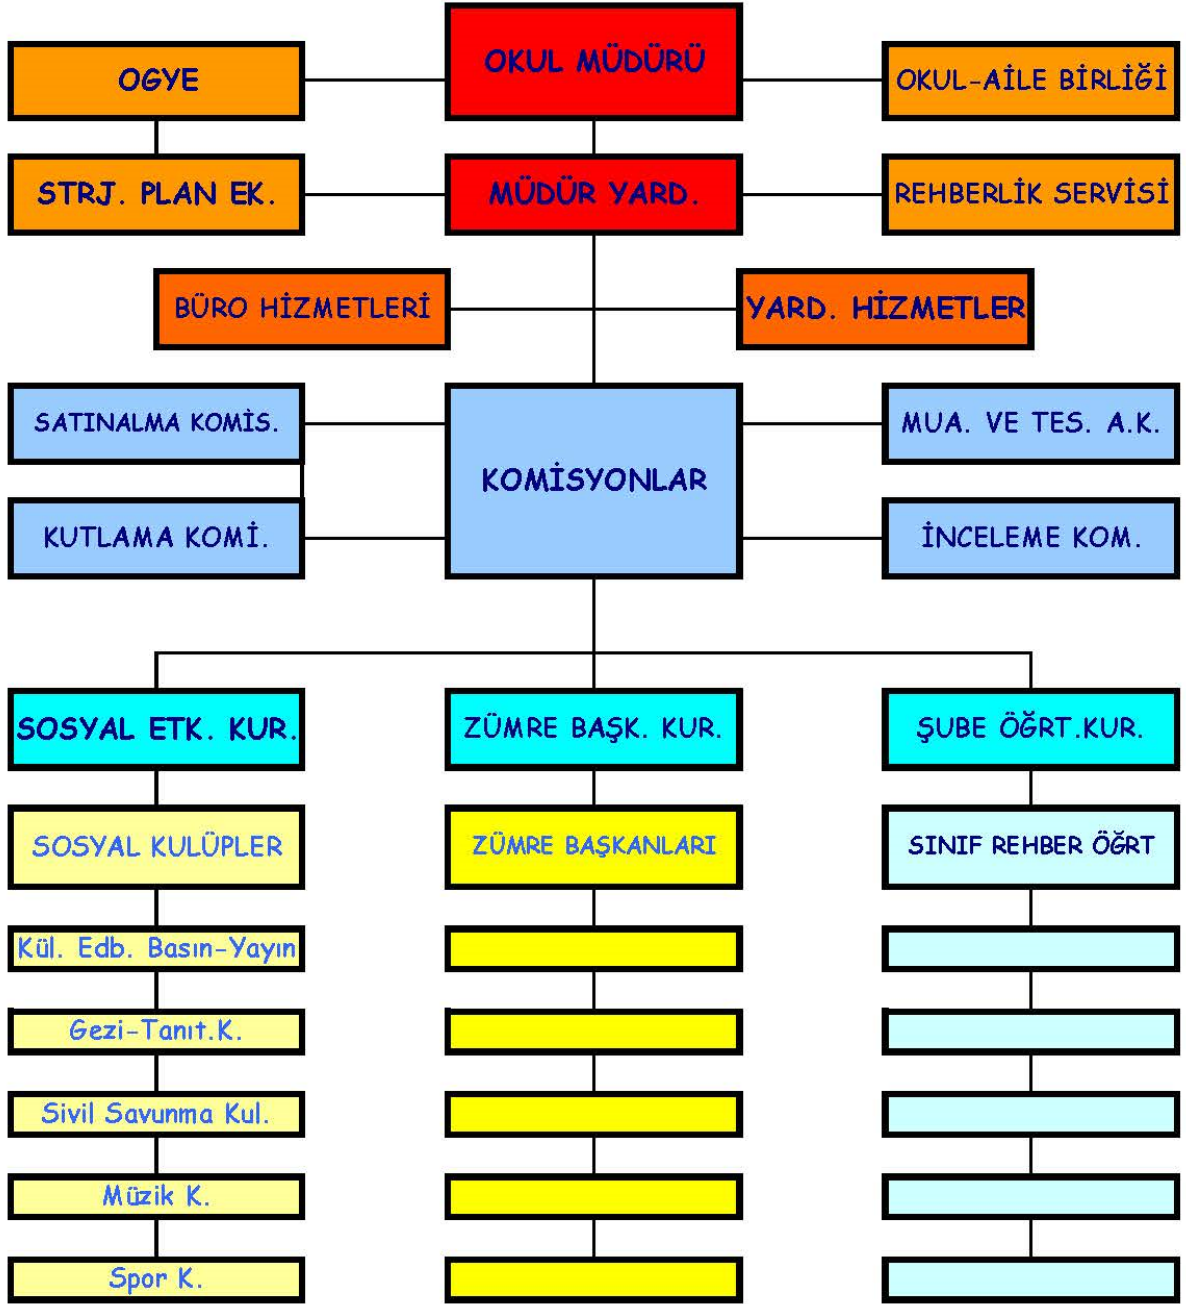 OKUL MÜDÜRÜ
OGYE
OKUL-AİLE BİRLİĞİ
STRJ. PLAN EK.
MÜDÜR YARD.
REHBERLİK SERVİSİ
BÜRO HİZMETLERİ
YARD. HİZMETLER
SATINALMA KOMİS.
MUA. VE TES. A.K.
KOMİSYONLAR
KUTLAMA KOMİ.
İNCELEME KOM.
SOSYAL ETK. KUR.
ZÜMRE BAŞK. KUR.
ŞUBE ÖĞRT.KUR.
SOSYAL KULÜPLER
ZÜMRE BAŞKANLARI
SINIF REHBER ÖĞRT
Kül. Edb. Basın-Yayın
Gezi-Tanıt.K.
Sivil Savunma Kul.
Müzik K.
Spor K.